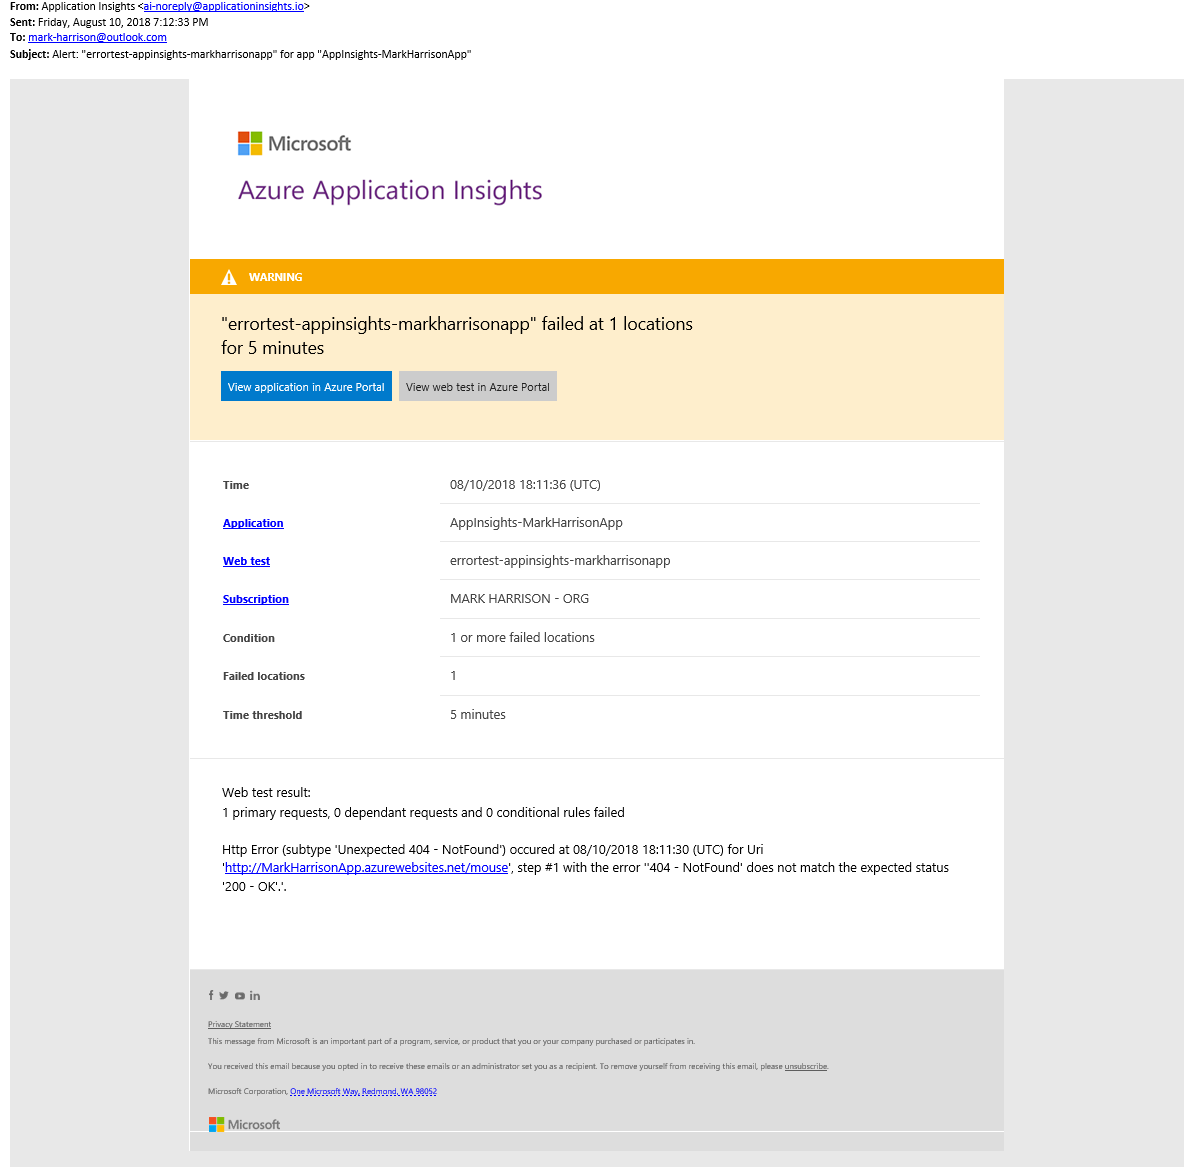 From: Application Insights <ai-noreply@applicationinsights.io>
Sent: Friday, August 10, 2018 7:12:33 PM
To: mark-harrison@outlook.com
Subject: Alert: "errortest-appinsights-markharrisonapp" for app "AppInsights-MarkHarrisonApp"
Microsoft
Azure Application Insights
WARNING
"errortest-appinsights-markharrisonapp" failed at 1 locations
for 5 minutes
View application in Azure Portal View web test in Azure Portal
Time 08/10/2018 18:11:36 (UTC)
Application AppInsights-MarkHarrisonApp
Web test errortest-appinsights-markharrisonapp
Subscription MARK HARRISON - ORG
Condition 1 or more failed locations
Failed locations 1
Time threshold 5 minutes
Web test result:
1 primary requests, 0 dependant requests and 0 conditional rules failed
Http Error (subtype 'Unexpected 404 - NotFound') occured at 08/10/2018 18:11:30 (UTC) for Uri
'http://MarkHarrisonApp.azurewebsites.net/mouse', step #1 with the error ''404 - NotFound' does not match the expected status
'200 - OK'.'.
Privacy Statement
This message from Microsoft is an important part of a program, service, or product that you or your company purchased or participates in.
You received this email because you opted in to receive these emails or an administrator set you as a recipient. To remove yourself from receiving this email, please unsubscribe.
Microsoft Corporation, One Microsoft Way, Redmond, WA 98052
Microsoft